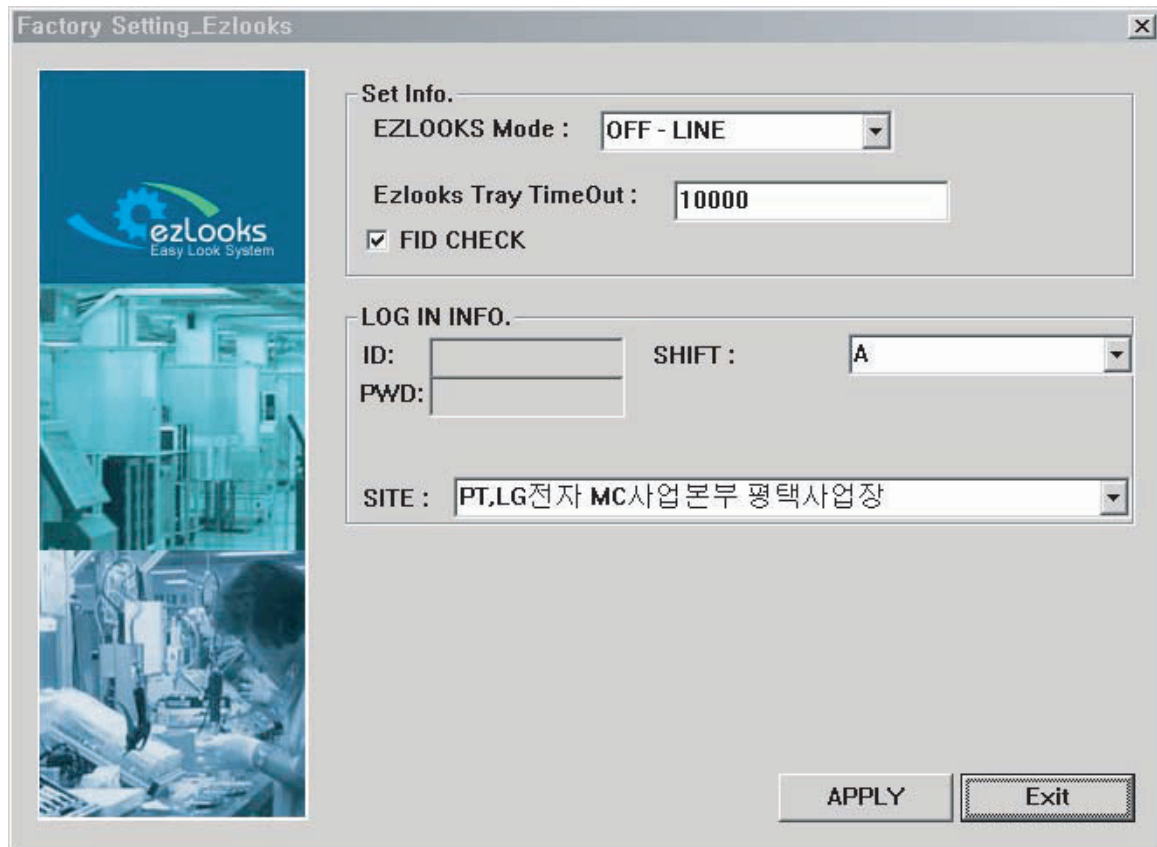 Factory Setting_Ezlooks
ezLooks
Easy Look System
Set Info.
EZLOOKS Mode : OFF - LINE
Ezlooks Tray TimeOut : 10000
FID CHECK
LOG IN INFO.
ID: SHIFT : A
PWD:
SITE : PT,LG전자 MC사업본부 평택사업장
APPLY Exit